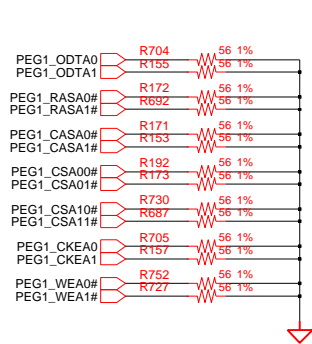 PEG1_ODTA0 R704 56 1%
PEG1_ODTA1 R155 56 1%
PEG1_RASA0# R172 56 1%
PEG1_RASA1# R692 56 1%
PEG1_CASA0# R171 56 1%
PEG1_CASA1# R153 56 1%
PEG1_CSA00# R192 56 1%
PEG1_CSA01# R173 56 1%
PEG1_CSA10# R730 56 1%
PEG1_CSA11# R687 56 1%
PEG1_CKEA0 R705 56 1%
PEG1_CKEA1 R157 56 1%
PEG1_WEA0# R752 56 1%
PEG1_WEA1# R727 56 1%